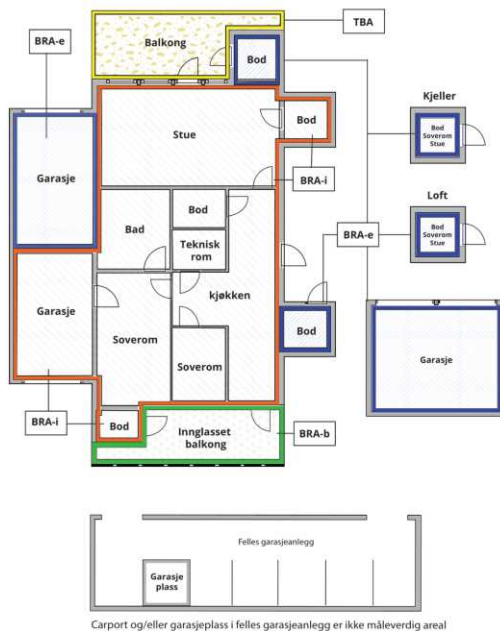 TBA
BRA-e
Balkong
Bod
Kjeller
Bod
Soverom
Stue
Stue
Bod
Garasje
BRA-i
Loft
Bod
Bad
Bod
Soverom
Stue
Teknisk
rom
BRA-e
Garasje
kjøkken
Soverom
Bod
Garasje
Soverom
BRA-i
Bod
Innglasset
balkong
BRA-b
Felles garasjeanlegg
Garasje
plass
Carport og/eller garasjeplass i felles garasjeanlegg er ikke måleverdig areal